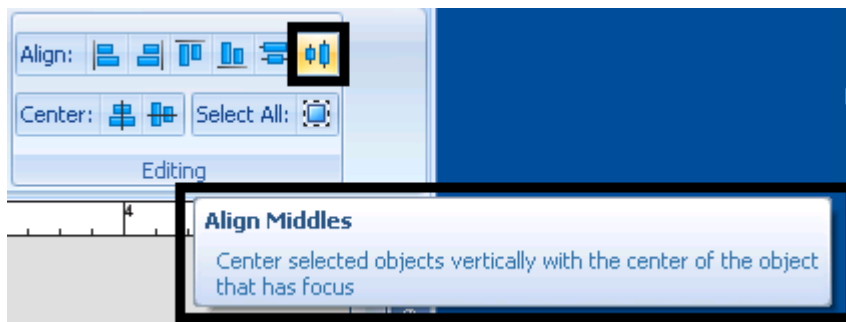 Align:
Center: Select All:
Editing
4
Align Middles
Center selected objects vertically with the center of the object
that has focus